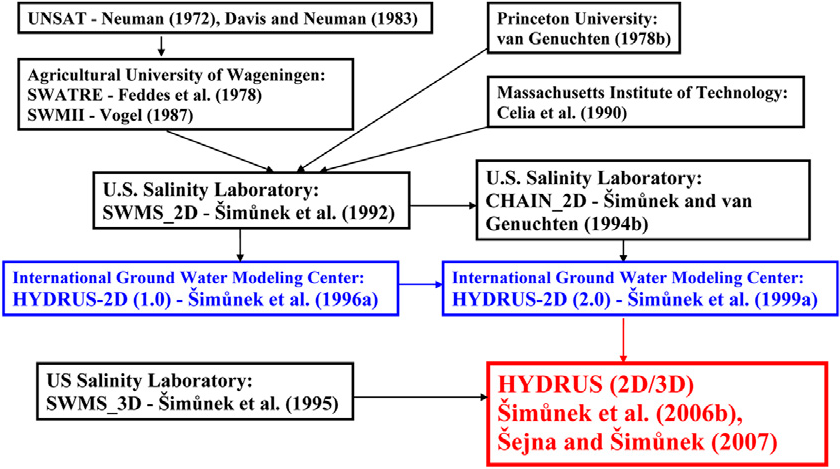 UNSAT - Neuman (1972), Davis and Neuman (1983)
Princeton University:
van Genuchten (1978b)
Agricultural University of Wageningen:
SWATRE - Feddes et al. (1978)
SWMII - Vogel (1987)
Massachusetts Institute of Technology:
Celia et al. (1990)
U.S. Salinity Laboratory:
SWMS_2D - Šimůnek et al. (1992)
U.S. Salinity Laboratory:
CHAIN_2D - Šimůnek and van
Genuchten (1994b)
International Ground Water Modeling Center:
HYDRUS-2D (1.0) - Šimůnek et al. (1996a)
International Ground Water Modeling Center:
HYDRUS-2D (2.0) - Šimůnek et al. (1999a)
US Salinity Laboratory:
SWMS_3D - Šimůnek et al. (1995)
HYDRUS (2D/3D)
Šimůnek et al. (2006b),
Šejna and Šimůnek (2007)